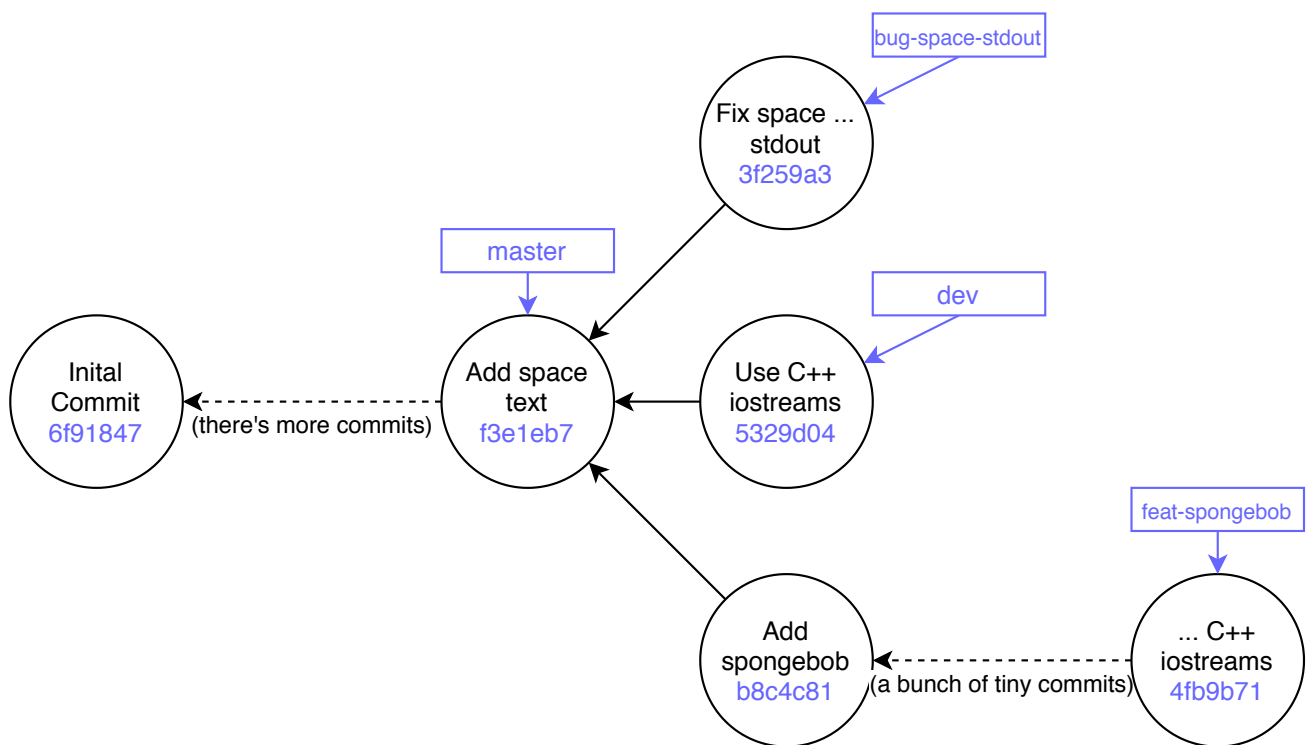 bug-space-stdout
Fix space ...
stdout
3f259a3
master
dev
Inital
Commit
6f91847
(there's more commits)
Add space
text
f3e1eb7
Use C++
iostreams
5329d04
feat-spongebob
Add
spongebob
b8c4c81
(a bunch of tiny commits)
... C++
iostreams
4fb9b71